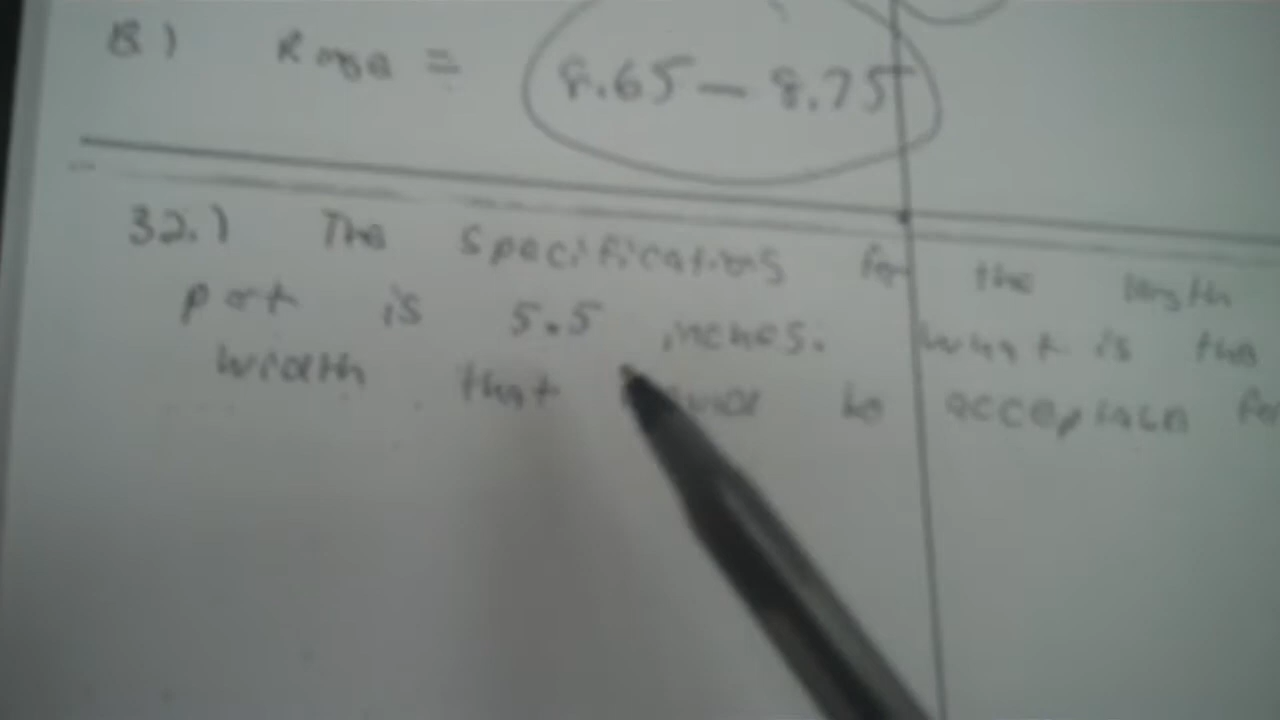 B.) Range = 8.65 – 8.75
32.) The specifications for the length
part is 5.5 inches. What is the
width that would be acceptable for